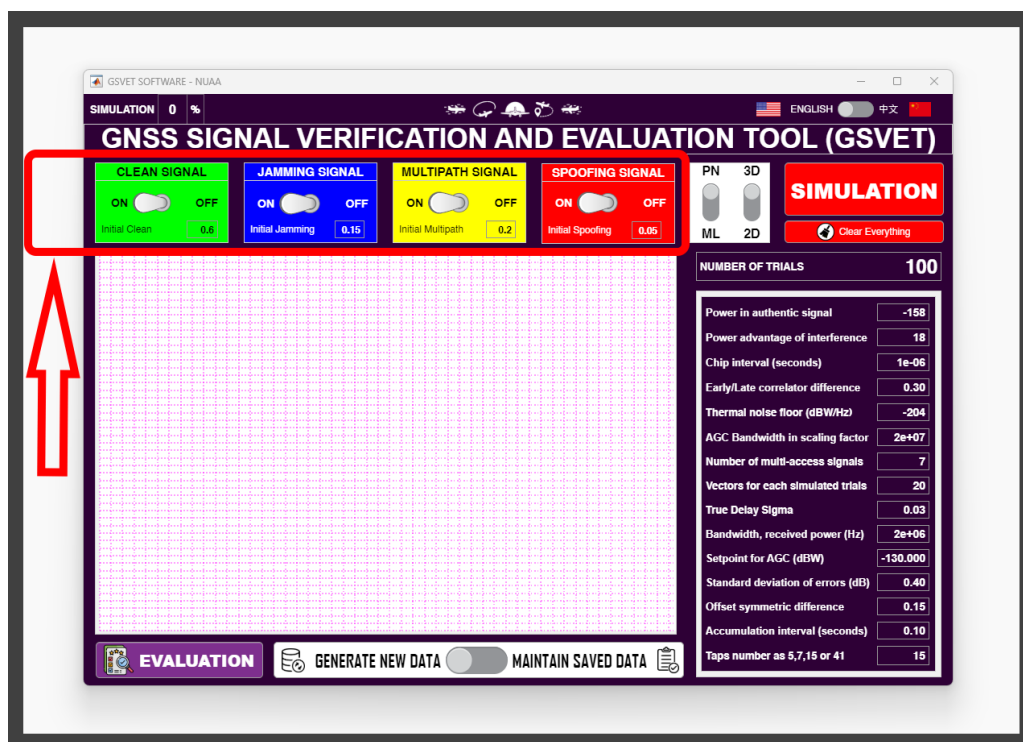 GSVET SOFTWARE - NUAA
SIMULATION 0 %
ENGLISH 中文
GNSS SIGNAL VERIFICATION AND EVALUATION TOOL (GSVET)
CLEAN SIGNAL
ON OFF
Initial Clean 0.6
JAMMING SIGNAL
ON OFF
Initial Jamming 0.15
MULTIPATH SIGNAL
ON OFF
Initial Multipath 0.2
SPOOFING SIGNAL
ON OFF
Initial Spoofing 0.05
PN 3D
ML 2D
SIMULATION
Clear Everything
NUMBER OF TRIALS 100
Power in authentic signal -158
Power advantage of interference 18
Chip interval (seconds) 1e-06
Early/Late correlator difference 0.30
Thermal noise floor (dBW/Hz) -204
AGC Bandwidth in scaling factor 2e+07
Number of multi-access signals 7
Vectors for each simulated trials 20
True Delay Sigma 0.03
Bandwidth, received power (Hz) 2e+06
Setpoint for AGC (dBW) -130.000
Standard deviation of errors (dB) 0.40
Offset symmetric difference 0.15
Accumulation interval (seconds) 0.10
Taps number as 5,7,15 or 41 15
EVALUATION
GENERATE NEW DATA MAINTAIN SAVED DATA